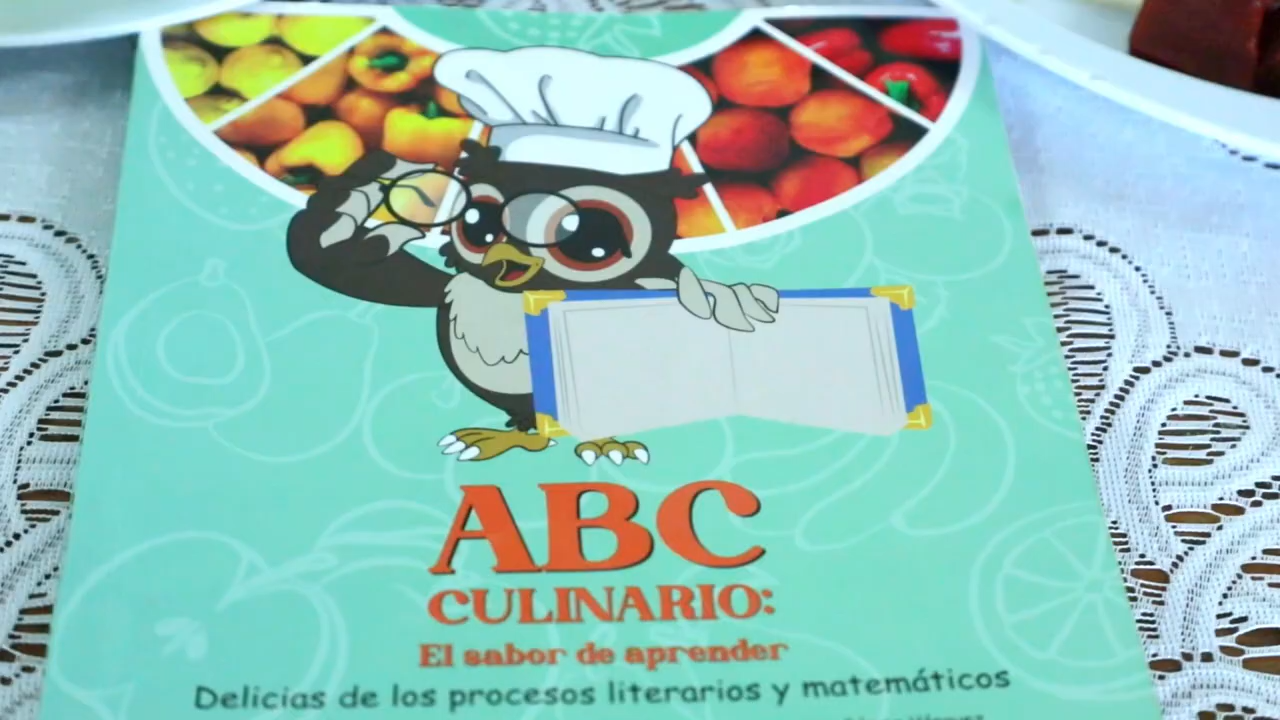 ABC
CULINARIO:
El sabor de aprender
Delicias de los procesos literarios y matemáticos